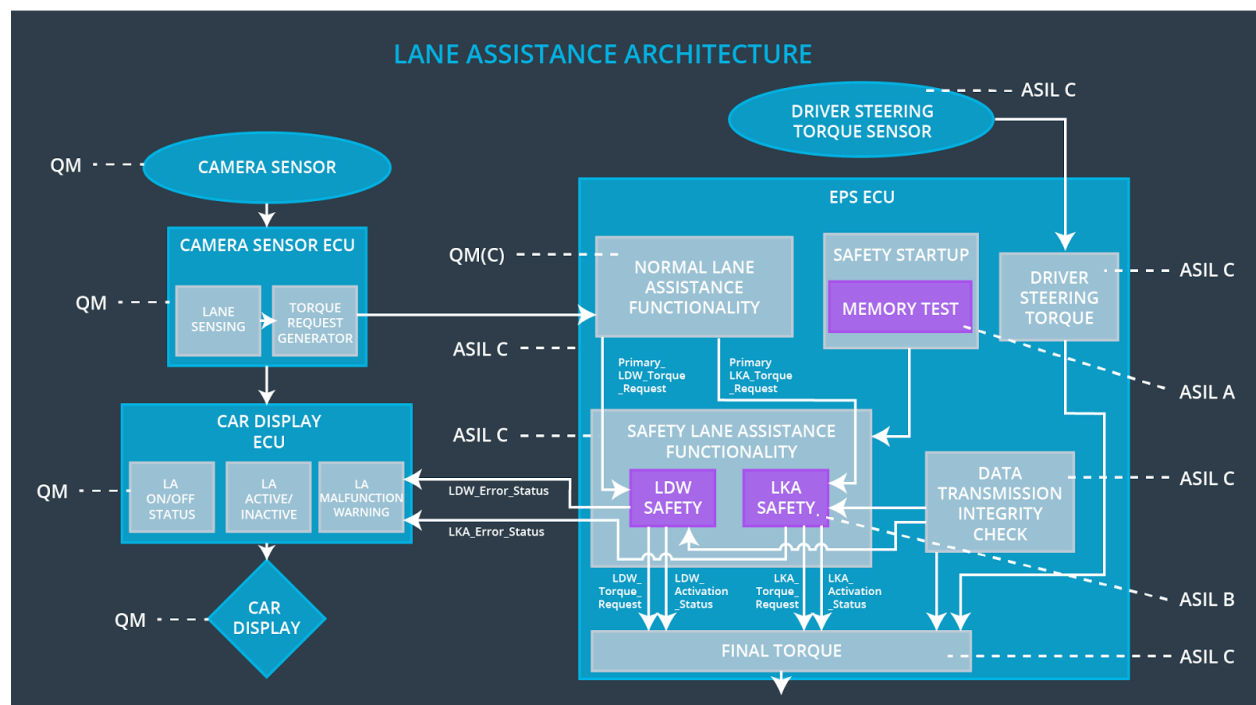 LANE ASSISTANCE ARCHITECTURE
ASIL C
DRIVER STEERING
TORQUE SENSOR
QM
CAMERA SENSOR
EPS ECU
CAMERA SENSOR ECU
QM(C)
NORMAL LANE
ASSISTANCE
FUNCTIONALITY
SAFETY STARTUP
MEMORY TEST
DRIVER
STEERING
TORQUE
ASIL C
QM
LANE
SENSING
TORQUE
REQUEST
GENERATOR
ASIL C
Primary_
LDW_Torque
_Request
Primary
LKA_Torque
_Request
ASIL A
CAR DISPLAY
ECU
ASIL C
SAFETY LANE ASSISTANCE
FUNCTIONALITY
QM
LA
ON/OFF
STATUS
LA
ACTIVE/
INACTIVE
LA
MALFUNCTION
WARNING
LDW_Error_Status
LKA_Error_Status
LDW
SAFETY
LKA
SAFETY
DATA
TRANSMISSION
INTEGRITY
CHECK
ASIL C
LDW_
Torque_
Request
LDW_
Activation
_Status
LKA_
Torque_
Request
LKA_
Activation
_Status
ASIL B
QM
CAR
DISPLAY
FINAL TORQUE
ASIL C